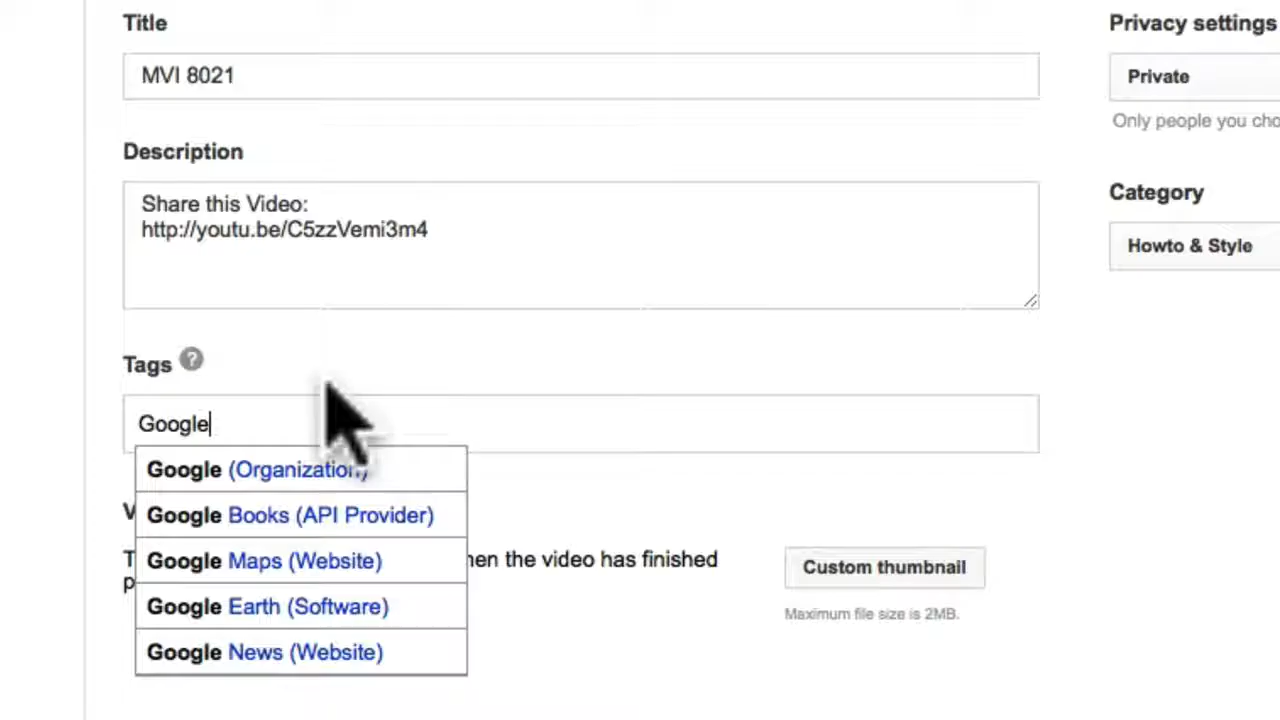 Title
MVI 8021
Description
Share this Video:
http://youtu.be/C5zzVemi3m4
Tags ?
Google
Google (Organization)
Google Books (API Provider)
Google Maps (Website)
Google Earth (Software)
Google News (Website)
hen the video has finished
Custom thumbnail
Maximum file size is 2MB.
Privacy settings
Private
Only people you cho
Category
Howto & Style